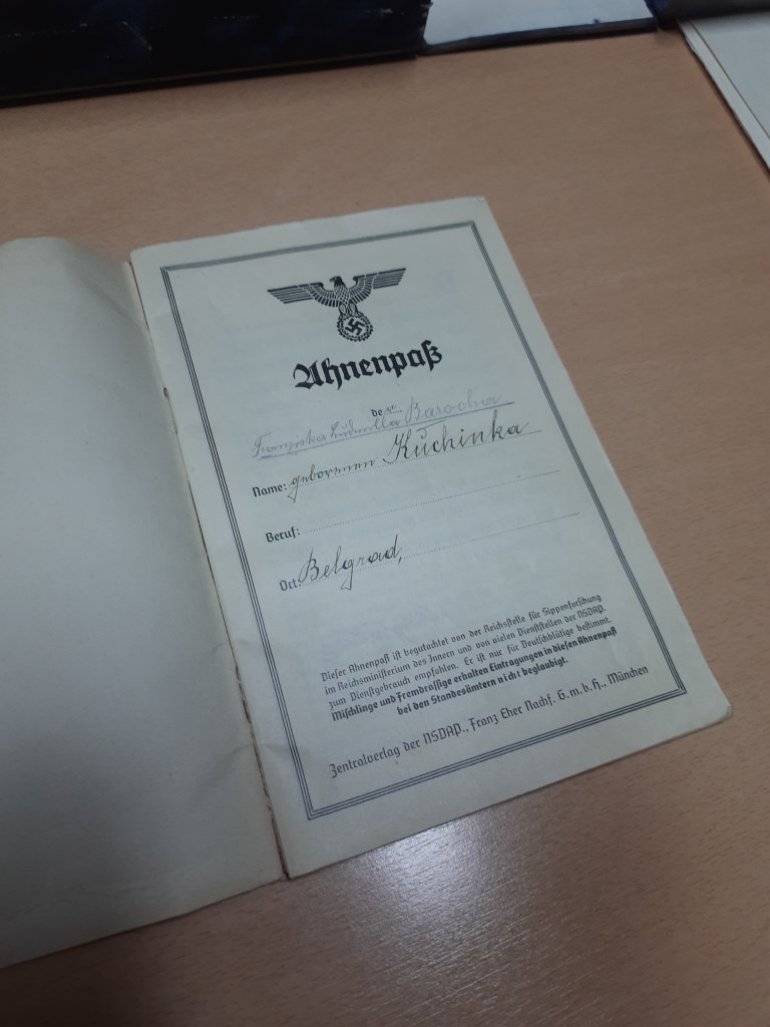 Ahnenpaß
der
Franziska Ludmilla Barocha
Name: geborenen Kuchinka
Beruf:
Ort: Belgrad,
Dieser Ahnenpaß ist begutachtet von der Reichsstelle für Sippenforschung
im Reichsministerium des Innern und von vielen Dienststellen der NSDAP.
zum Dienstgebrauch empfohlen. Er ist nur für Deutschblütige bestimmt.
Mischlinge und Fremdrassige erhalten Eintragungen in diesen Ahnenpaß
bei den Standesämtern nicht beglaubigt.
Zentralverlag der NSDAP., Franz Eher Nachf. G.m.b.H., München